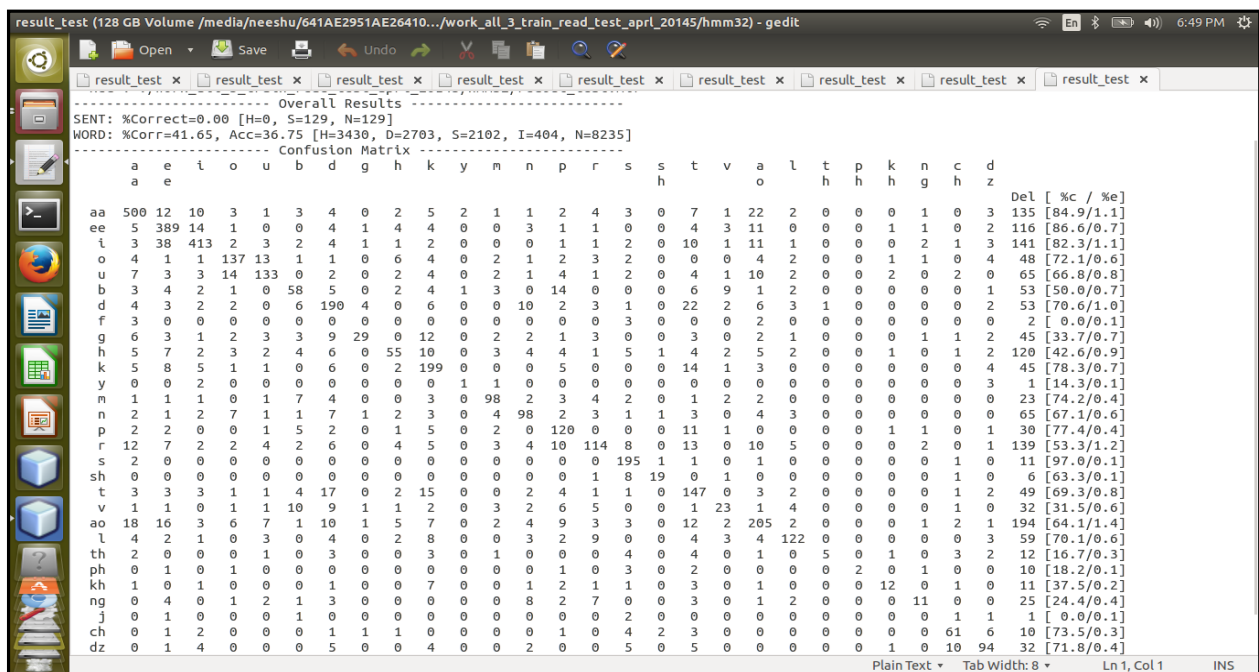 result_test (128 GB Volume /media/neeshu/641AE2951AE26410.../work_all_3_train_read_test_aprl_20145/hmm32) - gedit En 6:49 PM
Open Save Undo
result_test × result_test × result_test × result_test × result_test × result_test × result_test × result_test × result_test ×
------------------------ Overall Results --------------------------
SENT: %Correct=0.00 [H=0, S=129, N=129]
WORD: %Corr=41.65, Acc=36.75 [H=3430, D=2703, S=2102, I=404, N=8235]
------------------------ Confusion Matrix -------------------------
a e i o u b d g h k y m n p r s s t v a l t p k n c d
a e h o h h h g h z
Del [ %c / %e]
aa 500 12 10 3 1 3 4 0 2 5 2 1 1 2 4 3 0 7 1 22 2 0 0 0 1 0 3 135 [84.9/1.1]
ee 5 389 14 1 0 0 4 1 4 4 0 0 3 1 1 0 0 4 3 11 0 0 0 1 1 0 2 116 [86.6/0.7]
i 3 38 413 2 3 2 4 1 1 2 0 0 0 1 1 2 0 10 1 11 1 0 0 0 2 1 3 141 [82.3/1.1]
o 4 1 1 137 13 1 1 0 6 4 0 2 1 2 3 2 0 0 0 4 2 0 0 1 1 0 4 48 [72.1/0.6]
u 7 3 3 14 133 0 2 0 2 4 0 2 1 4 1 2 0 4 1 10 2 0 0 2 0 2 0 65 [66.8/0.8]
b 3 4 2 1 0 58 5 0 2 4 1 3 0 14 0 0 0 6 9 1 2 0 0 0 0 0 1 53 [50.0/0.7]
d 4 3 2 2 0 6 190 4 0 6 0 0 10 2 3 1 0 22 2 6 3 1 0 0 0 0 2 53 [70.6/1.0]
f 3 0 0 0 0 0 0 0 0 0 0 0 0 0 0 3 0 0 0 2 0 0 0 0 0 0 0 2 [ 0.0/0.1]
g 6 3 1 2 3 3 9 29 0 12 0 2 2 1 3 0 0 3 0 2 1 0 0 0 1 1 2 45 [33.7/0.7]
h 5 7 2 3 2 4 6 0 55 10 0 3 4 4 1 5 1 4 2 5 2 0 0 1 0 1 2 120 [42.6/0.9]
k 5 8 5 1 1 0 6 0 2 199 0 0 0 5 0 0 0 14 1 3 0 0 0 0 0 0 4 45 [78.3/0.7]
y 0 0 2 0 0 0 0 0 0 0 1 1 0 0 0 0 0 0 0 0 0 0 0 0 0 0 3 1 [14.3/0.1]
m 1 1 1 0 1 7 4 0 0 3 0 98 2 3 4 2 0 1 2 2 0 0 0 0 0 0 0 23 [74.2/0.4]
n 2 1 2 7 1 1 7 1 2 3 0 4 98 2 3 1 1 3 0 4 3 0 0 0 0 0 0 65 [67.1/0.6]
p 2 2 0 0 1 5 2 0 1 5 0 2 0 120 0 0 0 11 1 0 0 0 0 1 1 0 1 30 [77.4/0.4]
r 12 7 2 2 4 2 6 0 4 5 0 3 4 10 114 8 0 13 0 10 5 0 0 0 2 0 1 139 [53.3/1.2]
s 2 0 0 0 0 0 0 0 0 0 0 0 0 0 0 195 1 1 0 1 0 0 0 0 0 1 0 11 [97.0/0.1]
sh 0 0 0 0 0 0 0 0 0 0 0 0 0 0 1 8 19 0 1 0 0 0 0 0 0 1 0 6 [63.3/0.1]
t 3 3 3 1 1 4 17 0 2 15 0 0 2 4 1 1 0 147 0 3 2 0 0 0 0 1 2 49 [69.3/0.8]
v 1 1 0 1 1 10 9 1 1 2 0 3 2 6 5 0 0 1 23 1 4 0 0 0 0 1 0 32 [31.5/0.6]
ao 18 16 3 6 7 1 10 1 5 7 0 2 4 9 3 3 0 12 2 205 2 0 0 0 1 2 1 194 [64.1/1.4]
l 4 2 1 0 3 0 4 0 2 8 0 0 3 2 9 0 0 4 3 4 122 0 0 0 0 0 3 59 [70.1/0.6]
th 2 0 0 0 1 0 3 0 0 3 0 1 0 0 0 4 0 4 0 1 0 5 0 1 0 3 2 12 [16.7/0.3]
ph 0 1 0 1 0 0 0 0 0 0 0 0 0 1 0 3 0 2 0 0 0 0 2 0 1 0 0 10 [18.2/0.1]
kh 1 0 1 0 0 0 1 0 0 7 0 0 1 2 1 1 0 3 0 1 0 0 0 12 0 1 0 11 [37.5/0.2]
ng 0 4 0 1 2 1 3 0 0 0 0 0 8 2 7 0 0 3 0 1 2 0 0 0 11 0 0 25 [24.4/0.4]
j 0 1 0 0 0 1 0 0 0 0 0 0 0 0 0 2 0 0 0 0 0 0 0 0 0 1 1 1 [ 0.0/0.1]
ch 0 1 2 0 0 0 1 1 1 0 0 0 0 1 0 4 2 3 0 0 0 0 0 0 0 61 6 10 [73.5/0.3]
dz 0 1 4 0 0 0 5 0 0 4 0 0 2 0 0 5 0 5 0 0 0 0 0 1 0 10 94 32 [71.8/0.4]
Plain Text Tab Width: 8 Ln 1, Col 1 INS